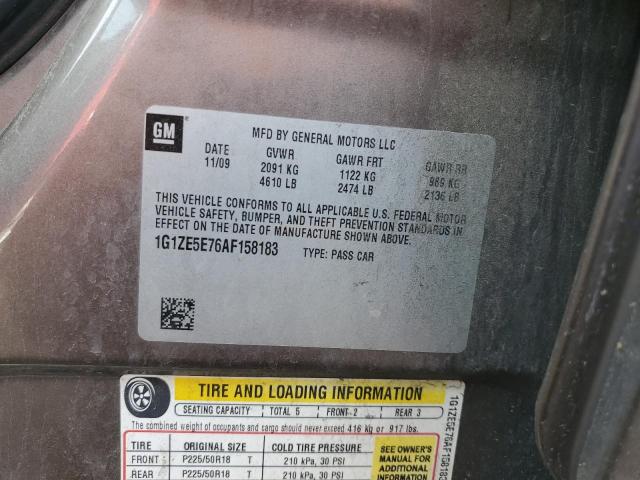 GM
MFD BY GENERAL MOTORS LLC
DATE GVWR GAWR FRT GAWR RR
11/09 2091 KG 1122 KG 969 KG
4610 LB 2474 LB 2136 LB
THIS VEHICLE CONFORMS TO ALL APPLICABLE U.S. FEDERAL MOTOR
VEHICLE SAFETY, BUMPER, AND THEFT PREVENTION STANDARDS IN
EFFECT ON THE DATE OF MANUFACTURE SHOWN ABOVE.
1G1ZE5E76AF158183 TYPE: PASS CAR
TIRE AND LOADING INFORMATION
SEATING CAPACITY TOTAL 5 FRONT 2 REAR 3
The combined weight of occupants and cargo should never exceed 416 kg or 917 lbs.
TIRE ORIGINAL SIZE COLD TIRE PRESSURE
FRONT P225/50R18 T 210 kPa, 30 PSI
REAR P225/50R18 T 210 kPa, 30 PSI
SEE OWNER'S
MANUAL FOR
ADDITIONAL
INFORMATION
1G1ZE5E76AF158183